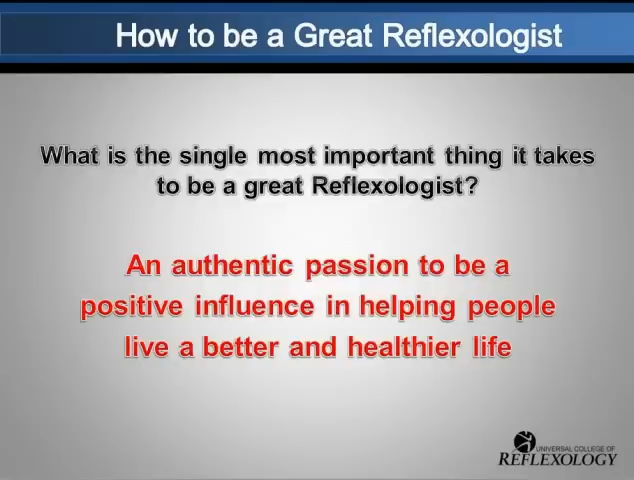 How to be a Great Reflexologist
What is the single most important thing it takes
to be a great Reflexologist?
An authentic passion to be a
positive influence in helping people
live a better and healthier life
UNIVERSAL COLLEGE OF
REFLEXOLOGY